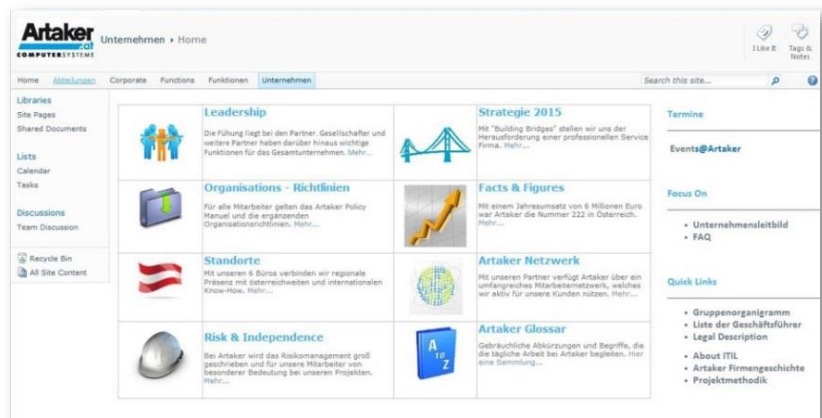 Artaker
.at
COMPUTERSYSTEME
Unternehmen ▸ Home
I Like It
Tags & Notes
Home Abteilungen Corporate Functions Funktionen Unternehmen
Search this site...
Libraries
Site Pages
Shared Documents
Lists
Calendar
Tasks
Discussions
Team Discussion
Recycle Bin
All Site Content
Leadership
Die Fühung liegt bei den Partner. Gesellschafter und
weitere Partner haben darüber hinaus wichtige
Funktionen für das Gesamtunternehmen. Mehr...
Strategie 2015
Mit "Building Bridges" stellen wir uns der
Herausforderung einer professionellen Service
Firma. Mehr...
Organisations - Richtlinien
Für alle Mitarbeiter gelten das Artaker Policy
Manuel und die ergänzenden
Organisationsrichtlinien. Mehr...
Facts & Figures
Mit einem Jahresumsatz von 6 Millionen Euro
war Artaker die Nummer 222 in Österreich.
Mehr...
Standorte
Mit unseren 6 Büros verbinden wir regionale
Präsenz mit österreichweiten und internationalen
Know-How. Mehr...
Artaker Netzwerk
Mit unseren Partner verfügt Artaker über ein
umfangreiches Mitarbeiternetzwerk, welches
wir aktiv für unsere Kunden nützen. Mehr...
Risk & Independence
Bei Artaker wird das Risikomanagement groß
geschrieben und für unsere Mitarbeiter von
besonderer Bedeutung bei unseren Projekten.
Mehr...
A
TO
Z
Artaker Glossar
Gebräuchliche Abkürzungen und Begriffe, die
die tägliche Arbeit bei Artaker begleiten. Hier
eine Sammlung...
Termine
Events@Artaker
Focus On
• Unternehmensleitbild
• FAQ
Quick Links
• Gruppenorganigramm
• Liste der Geschäftsführer
• Legal Description
• About ITIL
• Artaker Firmengeschichte
• Projektmethodik